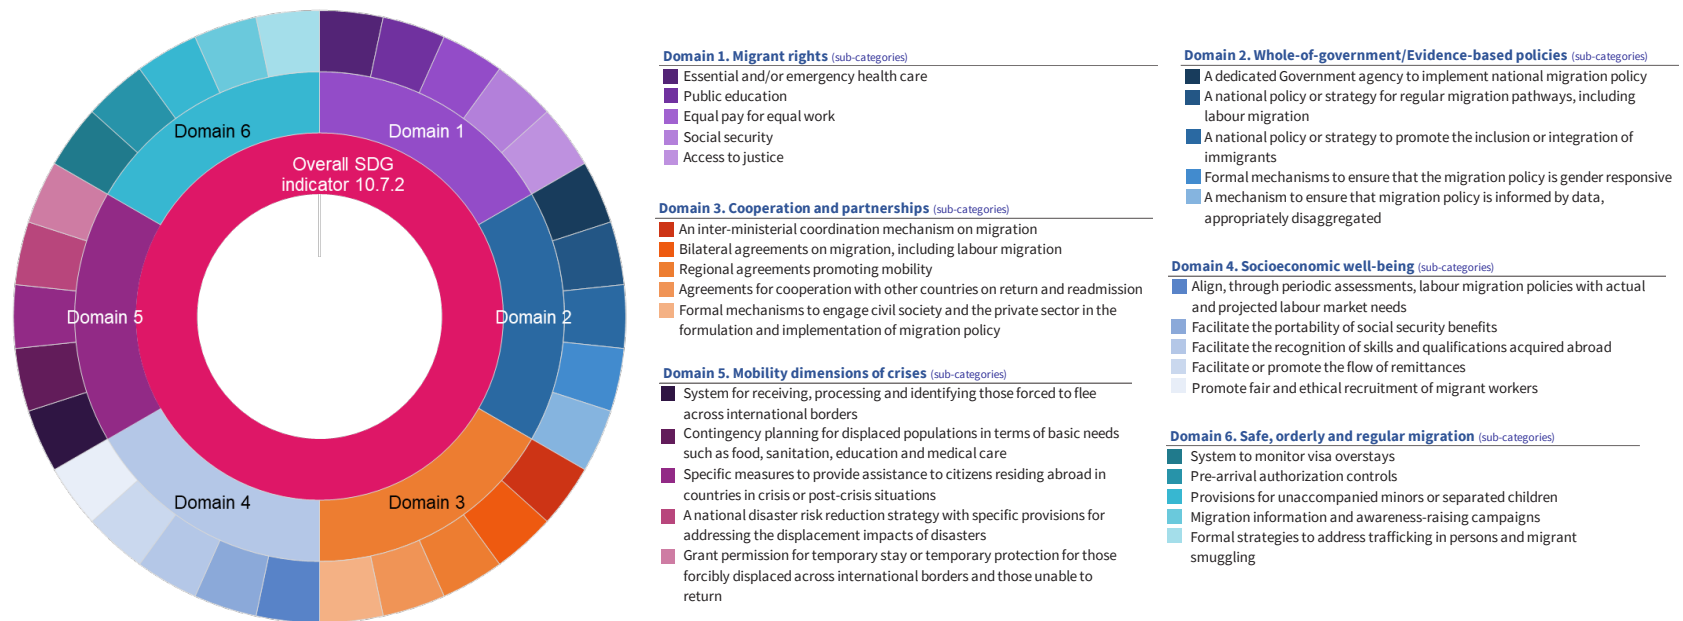 Domain 6
Domain 1
Overall SDG
indicator 10.7.2
Domain 5
Domain 2
Domain 4
Domain 3
Domain 1. Migrant rights (sub-categories)
Essential and/or emergency health care
Public education
Equal pay for equal work
Social security
Access to justice
Domain 2. Whole-of-government/Evidence-based policies (sub-categories)
A dedicated Government agency to implement national migration policy
A national policy or strategy for regular migration pathways, including
labour migration
A national policy or strategy to promote the inclusion or integration of
immigrants
Formal mechanisms to ensure that the migration policy is gender responsive
A mechanism to ensure that migration policy is informed by data,
appropriately disaggregated
Domain 3. Cooperation and partnerships (sub-categories)
An inter-ministerial coordination mechanism on migration
Bilateral agreements on migration, including labour migration
Regional agreements promoting mobility
Agreements for cooperation with other countries on return and readmission
Formal mechanisms to engage civil society and the private sector in the
formulation and implementation of migration policy
Domain 4. Socioeconomic well-being (sub-categories)
Align, through periodic assessments, labour migration policies with actual
and projected labour market needs
Facilitate the portability of social security benefits
Facilitate the recognition of skills and qualifications acquired abroad
Facilitate or promote the flow of remittances
Promote fair and ethical recruitment of migrant workers
Domain 5. Mobility dimensions of crises (sub-categories)
System for receiving, processing and identifying those forced to flee
across international borders
Contingency planning for displaced populations in terms of basic needs
such as food, sanitation, education and medical care
Specific measures to provide assistance to citizens residing abroad in
countries in crisis or post-crisis situations
A national disaster risk reduction strategy with specific provisions for
addressing the displacement impacts of disasters
Grant permission for temporary stay or temporary protection for those
forcibly displaced across international borders and those unable to
return
Domain 6. Safe, orderly and regular migration (sub-categories)
System to monitor visa overstays
Pre-arrival authorization controls
Provisions for unaccompanied minors or separated children
Migration information and awareness-raising campaigns
Formal strategies to address trafficking in persons and migrant
smuggling